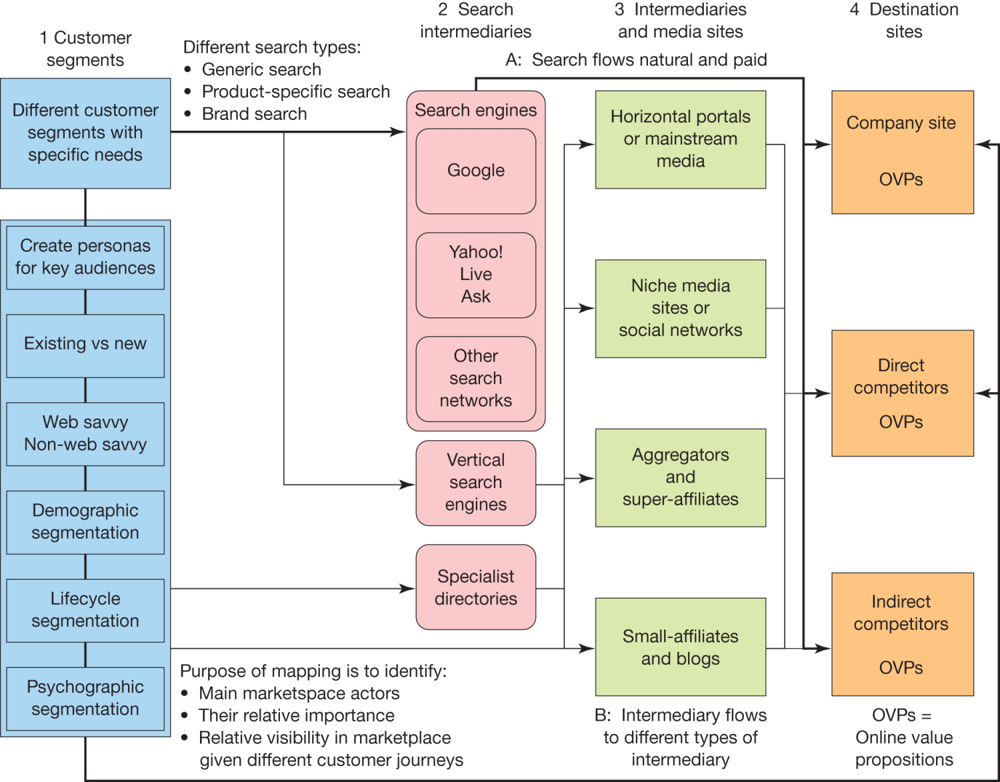 1 Customer
segments
Different customer
segments with
specific needs
Create personas
for key audiences
Existing vs new
Web savvy
Non-web savvy
Demographic
segmentation
Lifecycle
segmentation
Psychographic
segmentation
Different search types:
• Generic search
• Product-specific search
• Brand search
2 Search
intermediaries
A: Search flows natural and paid
Search engines
Google
Yahoo!
Live
Ask
Other
search
networks
Vertical
search
engines
Specialist
directories
Purpose of mapping is to identify:
• Main marketspace actors
• Their relative importance
• Relative visibility in marketplace
given different customer journeys
3 Intermediaries
and media sites
Horizontal portals
or mainstream
media
Niche media
sites or
social networks
Aggregators
and
super-affiliates
Small-affiliates
and blogs
B: Intermediary flows
to different types of
intermediary
4 Destination
sites
Company site
OVPs
Direct
competitors
OVPs
Indirect
competitors
OVPs
OVPs =
Online value
propositions